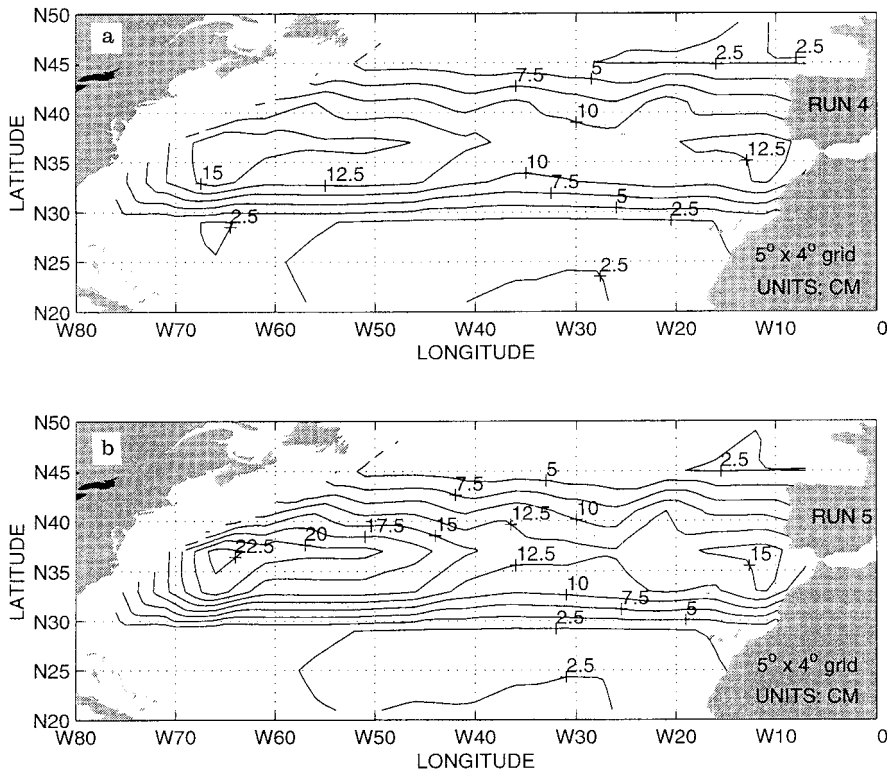 a
N50
N45
N40
N35
N30
N25
N20
LATITUDE
2.5
2.5
5
7.5
10
RUN 4
12.5
15
12.5
10
7.5
5
2.5
2.5
2.5
5° x 4° grid
UNITS: CM
W80
W70
W60
W50
W40
W30
W20
W10
0
LONGITUDE
b
N50
N45
N40
N35
N30
N25
N20
LATITUDE
2.5
5
7.5
10
12.5
15
17.5
20
22.5
RUN 5
15
12.5
10
7.5
5
2.5
2.5
5° x 4° grid
UNITS: CM
W80
W70
W60
W50
W40
W30
W20
W10
0
LONGITUDE